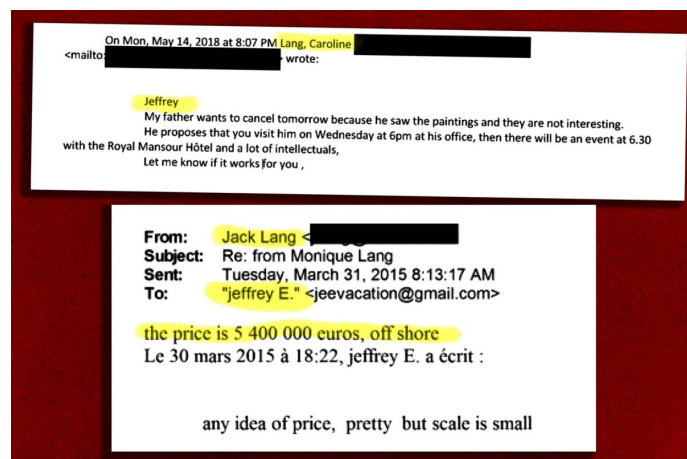 On Mon, May 14, 2018 at 8:07 PM Lang, Caroline
<mailto: wrote:
Jeffrey
My father wants to cancel tomorrow because he saw the paintings and they are not interesting.
He proposes that you visit him on Wednesday at 6pm at his office, then there will be an event at 6.30
with the Royal Mansour Hôtel and a lot of intellectuals,
Let me know if it works for you ,
From: Jack Lang <
Subject: Re: from Monique Lang
Sent: Tuesday, March 31, 2015 8:13:17 AM
To: "jeffrey E." <jeevacation@gmail.com>
the price is 5 400 000 euros, off shore
Le 30 mars 2015 à 18:22, jeffrey E. a écrit :
any idea of price, pretty but scale is small